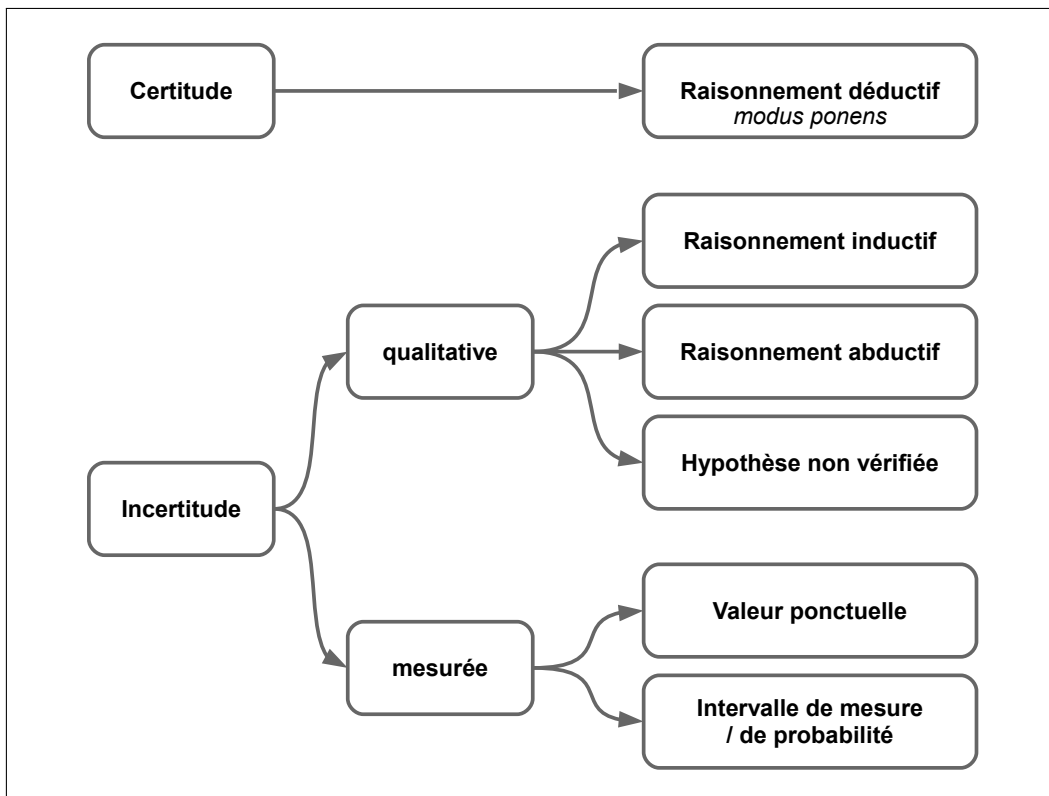 Certitude
Raisonnement déductif
modus ponens
Raisonnement inductif
qualitative
Raisonnement abductif
Hypothèse non vérifiée
Incertitude
Valeur ponctuelle
mesurée
Intervalle de mesure
/ de probabilité